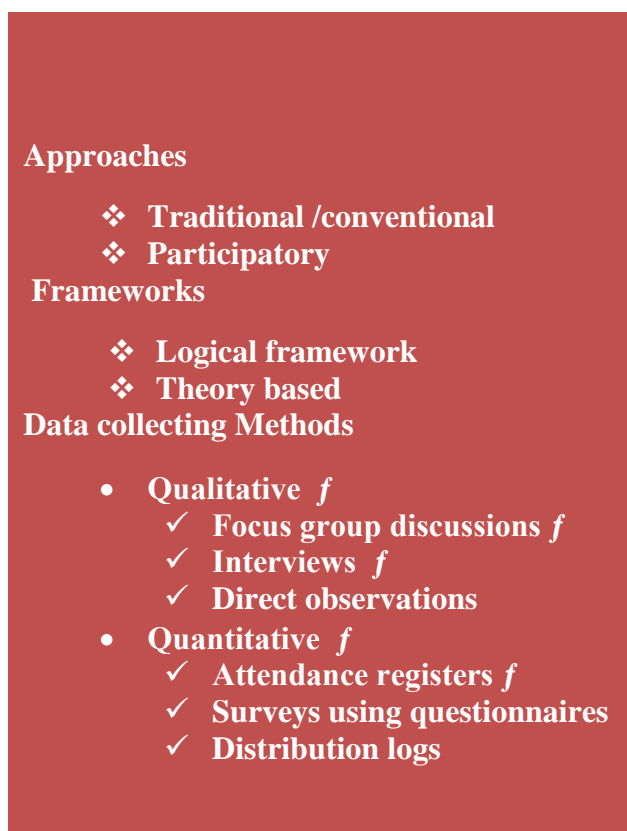 Approaches
❖ Traditional /conventional
❖ Participatory
Frameworks
❖ Logical framework
❖ Theory based
Data collecting Methods
• Qualitative ƒ
✓ Focus group discussions ƒ
✓ Interviews ƒ
✓ Direct observations
• Quantitative ƒ
✓ Attendance registers ƒ
✓ Surveys using questionnaires
✓ Distribution logs